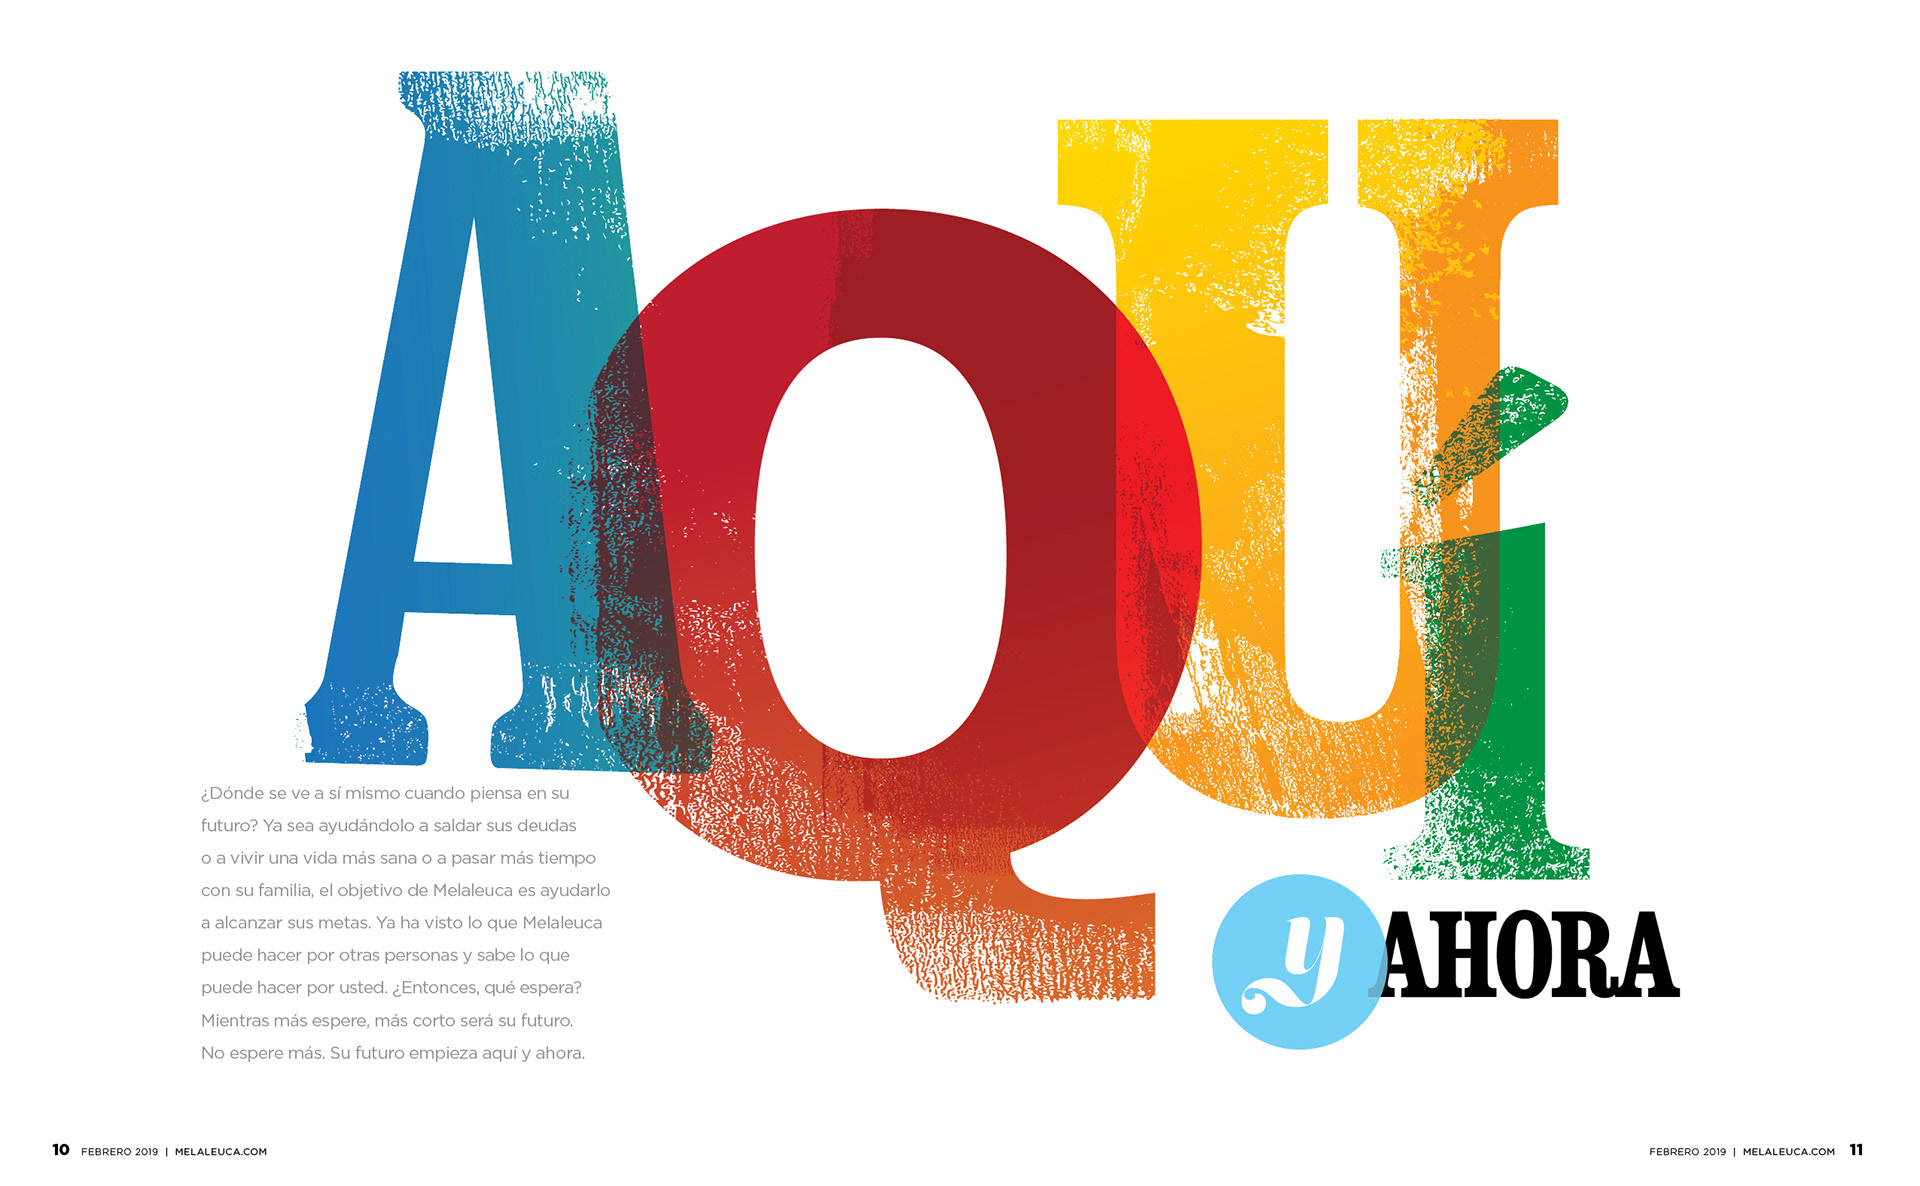 AQUÍ
y AHORA
¿Dónde se ve a sí mismo cuando piensa en su
futuro? Ya sea ayudándolo a saldar sus deudas
o a vivir una vida más sana o a pasar más tiempo
con su familia, el objetivo de Melaleuca es ayudarlo
a alcanzar sus metas. Ya ha visto lo que Melaleuca
puede hacer por otras personas y sabe lo que
puede hacer por usted. ¿Entonces, qué espera?
Mientras más espere, más corto será su futuro.
No espere más. Su futuro empieza aquí y ahora.
10 FEBRERO 2019 | MELALEUCA.COM
FEBRERO 2019 | MELALEUCA.COM 11